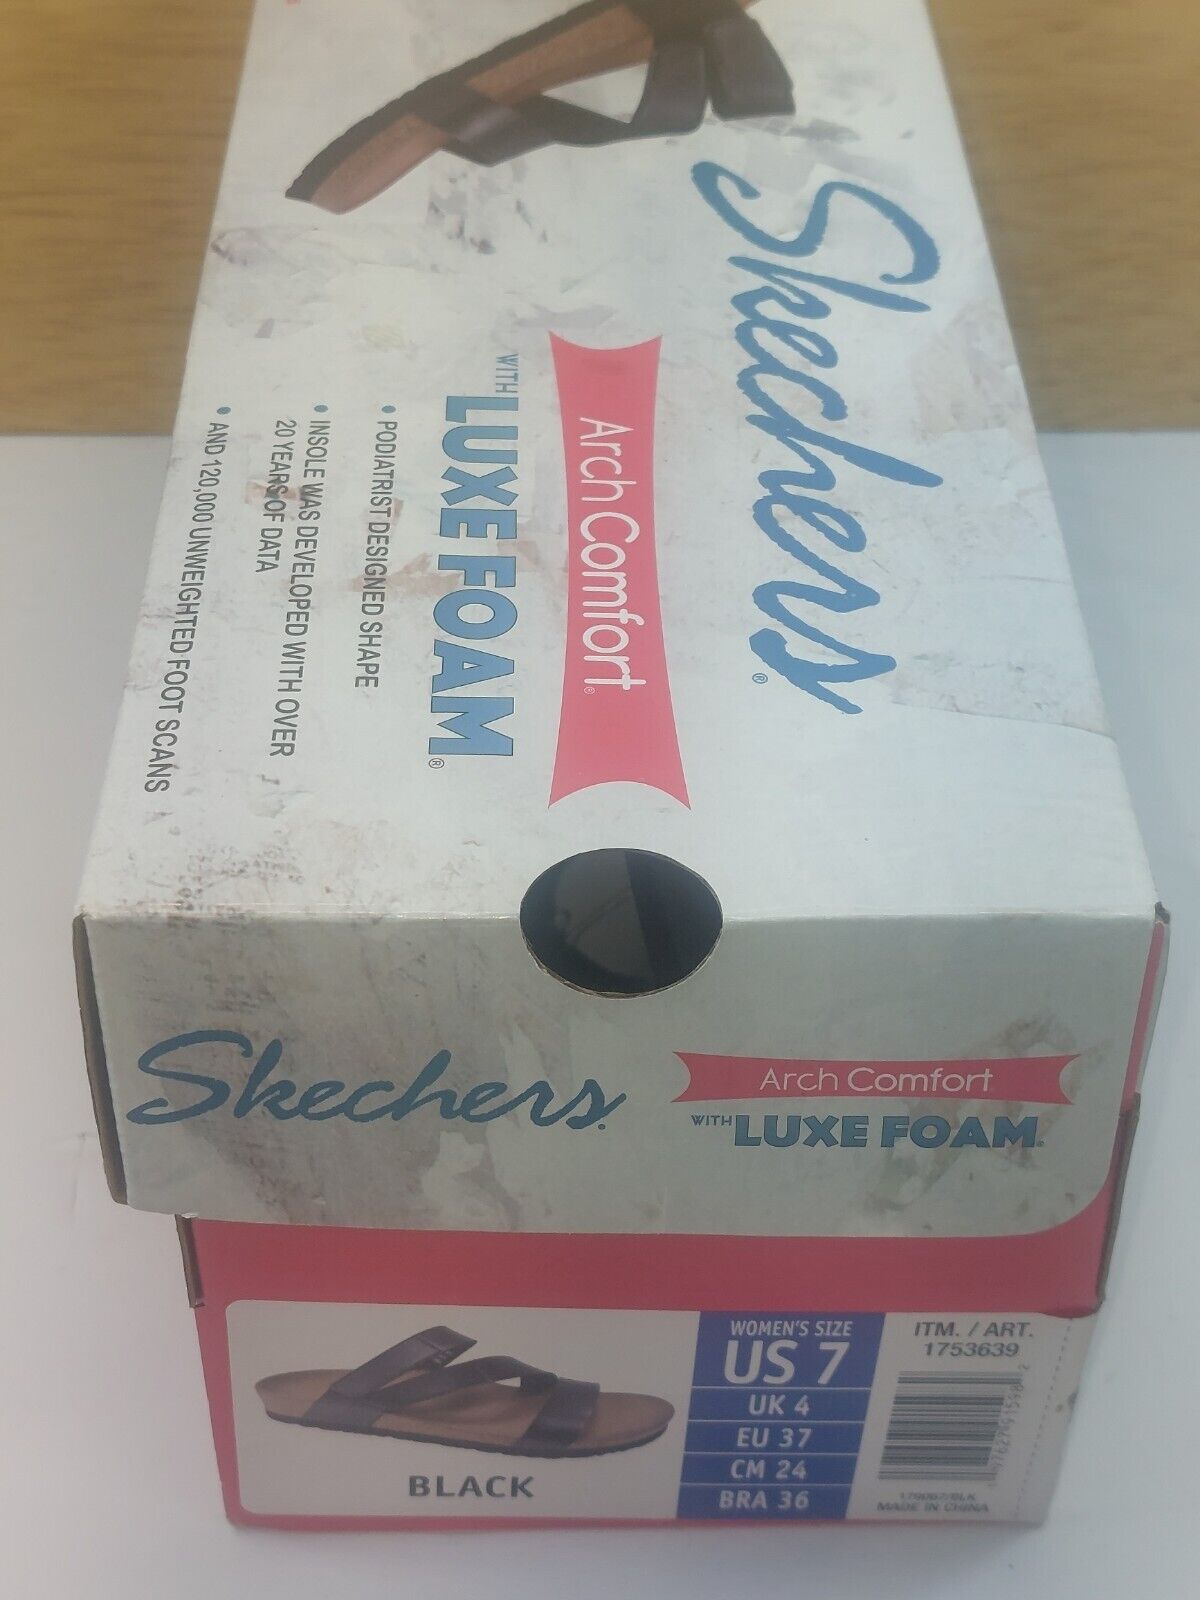 Skechers®
Arch Comfort®
WITH LUXE FOAM®
• PODIATRIST DESIGNED SHAPE
• INSOLE WAS DEVELOPED WITH OVER
20 YEARS OF DATA
• AND 120,000 UNWEIGHTED FOOT SCANS
Skechers.
Arch Comfort
WITH LUXE FOAM.
BLACK
WOMEN'S SIZE
US 7
UK 4
EU 37
CM 24
BRA 36
ITM. / ART.
1753639
MADE IN CHINA